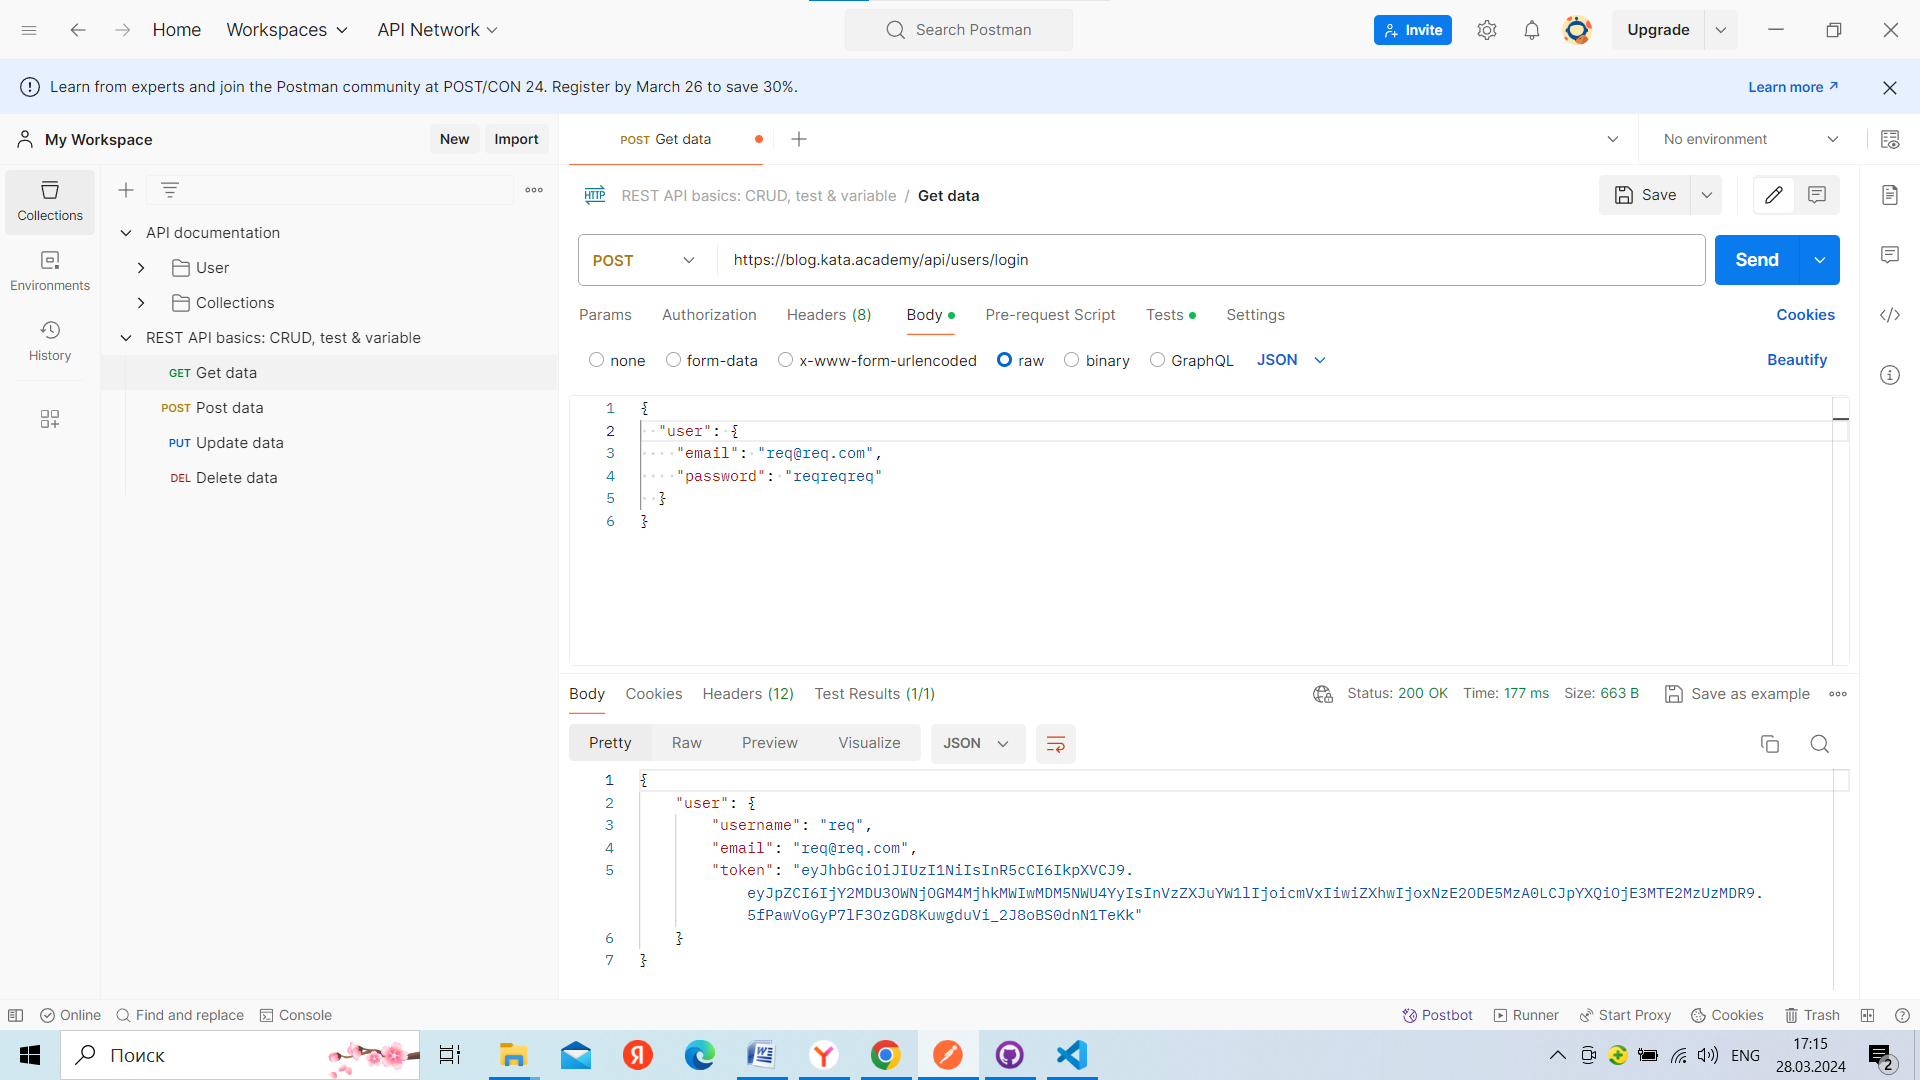 Home Workspaces API Network Search Postman Invite Upgrade
Learn from experts and join the Postman community at POST/CON 24. Register by March 26 to save 30%. Learn more
My Workspace New Import POST Get data No environment
Collections
Environments
History
API documentation
User
Collections
REST API basics: CRUD, test & variable
GET Get data
POST Post data
PUT Update data
DEL Delete data
HTTP REST API basics: CRUD, test & variable / Get data Save
POST https://blog.kata.academy/api/users/login Send
Params Authorization Headers (8) Body Pre-request Script Tests Settings Cookies
none form-data x-www-form-urlencoded raw binary GraphQL JSON Beautify
1 {
2 "user": {
3 "email": "req@req.com",
4 "password": "reqreqreq"
5 }
6 }
Body Cookies Headers (12) Test Results (1/1) Status: 200 OK Time: 177 ms Size: 663 B Save as example
Pretty Raw Preview Visualize JSON
1 {
2 "user": {
3 "username": "req",
4 "email": "req@req.com",
5 "token": "eyJhbGciOiJIUzI1NiIsInR5cCI6IkpXVCJ9.
eyJpZCI6IjY2MDU3OWNjOGM4MjhkMWIwMDM5NWU4YyIsInVzZXJuYW1lIjoicmVxIiwiZXhwIjoxNzE2ODE5MzA0LCJpYXQiOjE3MTE2MzUzMDR9.
5fPawVoGyP7lF3OzGD8KuwgduVi_2J8oBS0dnN1TeKk"
6 }
7 }
Online Find and replace Console Postbot Runner Start Proxy Cookies Trash
Поиск ENG 17:15
28.03.2024 2